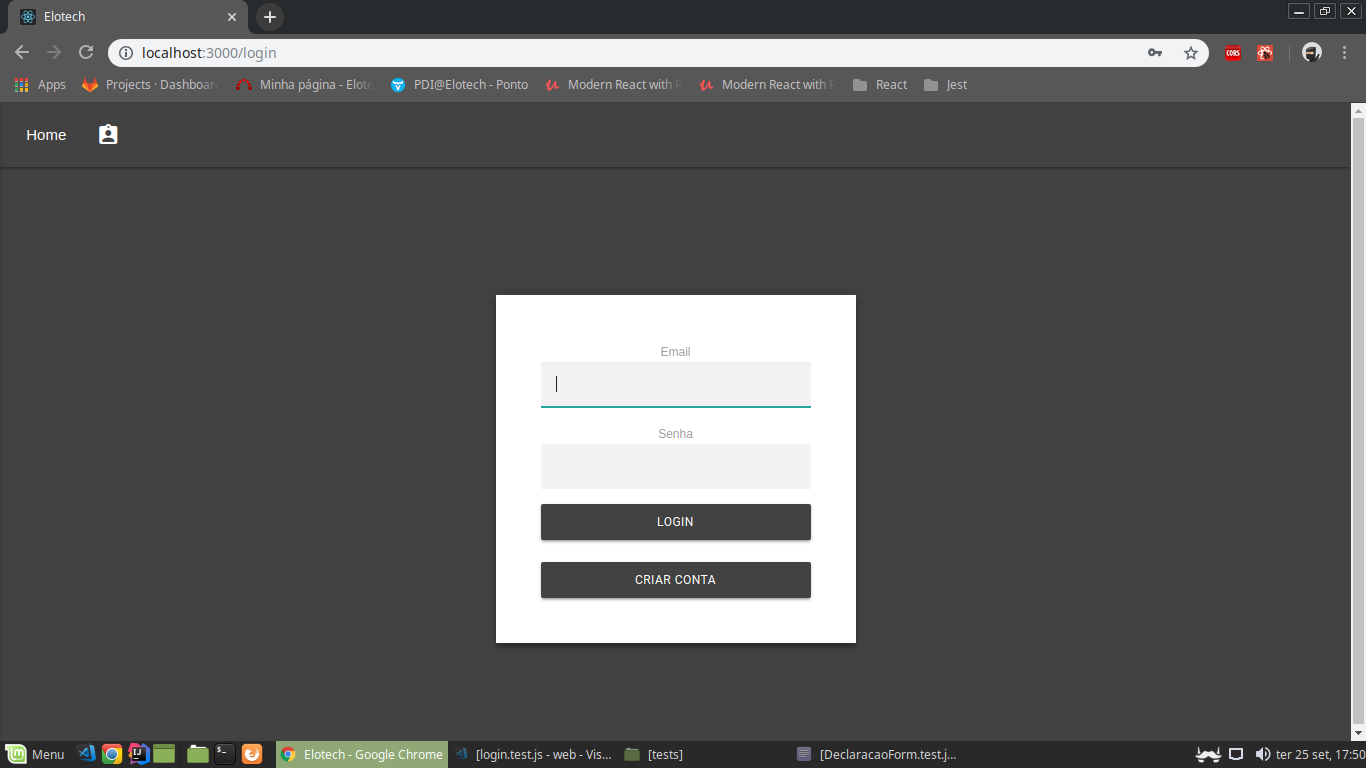 Elotech
localhost:3000/login
CORS
Apps
Projects · Dashboard
Minha página - Elote
PDI@Elotech - Ponto
Modern React with R
Modern React with R
React
Jest
Home
Email
Senha
LOGIN
CRIAR CONTA
Menu
Elotech - Google Chrome
[login.test.js - web - Vis...
[tests]
[DeclaracaoForm.test.j...
ter 25 set, 17:50